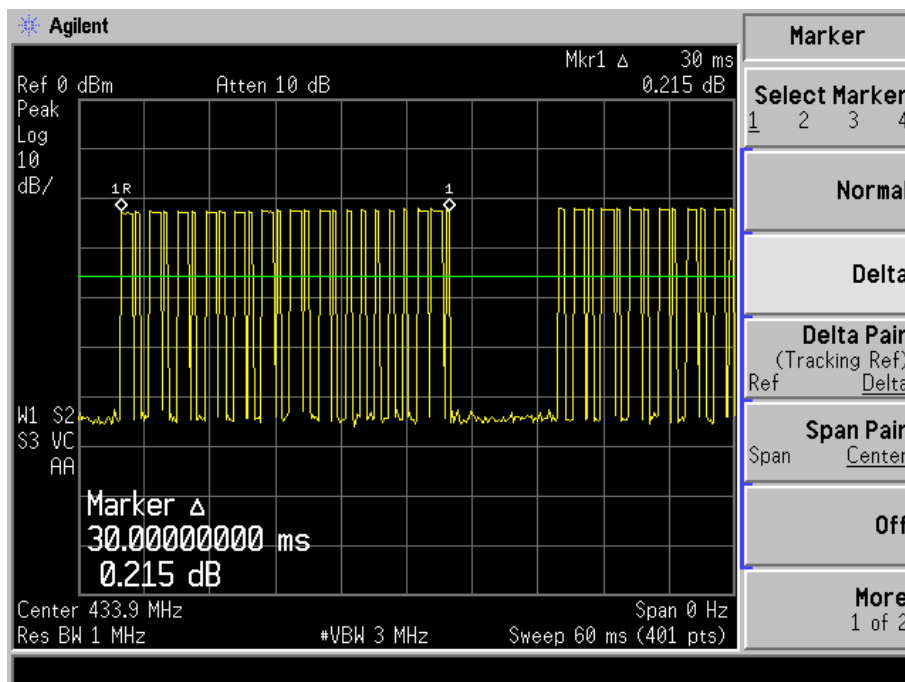 Agilent
Marker
Mkr1 Δ 30 ms
Ref 0 dBm Atten 10 dB 0.215 dB
Peak
Log
10
dB/
1R 1
W1 S2
S3 VC
AA
Marker Δ
30.00000000 ms
0.215 dB
Center 433.9 MHz Span 0 Hz
Res BW 1 MHz #VBW 3 MHz Sweep 60 ms (401 pts)
Select Marker
1 2 3 4
Normal
Delta
Delta Pair
(Tracking Ref)
Ref Delta
Span Pair
Span Center
Off
More
1 of 2